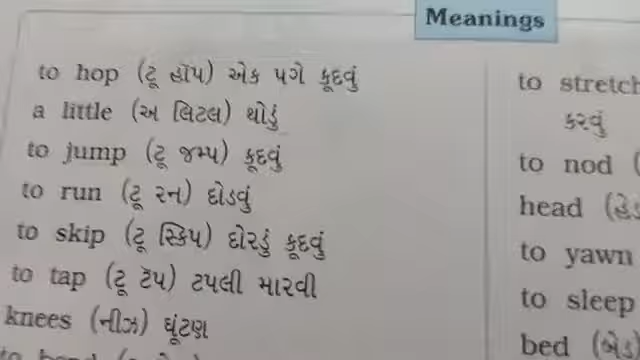 Meanings
to hop (ટૂ હૉપ) એક પગે કૂદવું
a little (અ લિટલ) થોડું
to jump (ટૂ જમ્પ) કૂદવું
to run (ટૂ રન) દોડવું
to skip (ટૂ સ્કિપ) દોરડું કૂદવું
to tap (ટૂ ટૅપ) ટપલી મારવી
knees (નીઝ) ઘૂંટણ
to stretch
કરવું
to nod
head
to yawn
to sleep
bed (બેડ)